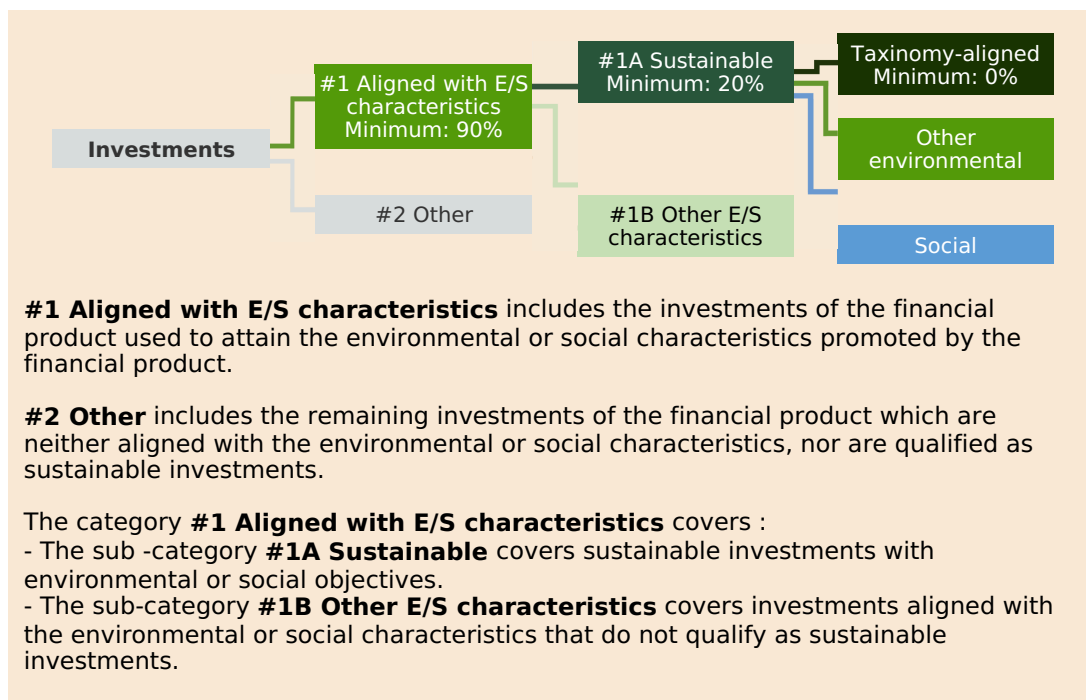 Investments
#1 Aligned with E/S
characteristics
Minimum: 90%
#2 Other
#1A Sustainable
Minimum: 20%
#1B Other E/S
characteristics
Taxinomy-aligned
Minimum: 0%
Other
environmental
Social
#1 Aligned with E/S characteristics includes the investments of the financial
product used to attain the environmental or social characteristics promoted by the
financial product.
#2 Other includes the remaining investments of the financial product which are
neither aligned with the environmental or social characteristics, nor are qualified as
sustainable investments.
The category #1 Aligned with E/S characteristics covers :
- The sub -category #1A Sustainable covers sustainable investments with
environmental or social objectives.
- The sub-category #1B Other E/S characteristics covers investments aligned with
the environmental or social characteristics that do not qualify as sustainable
investments.